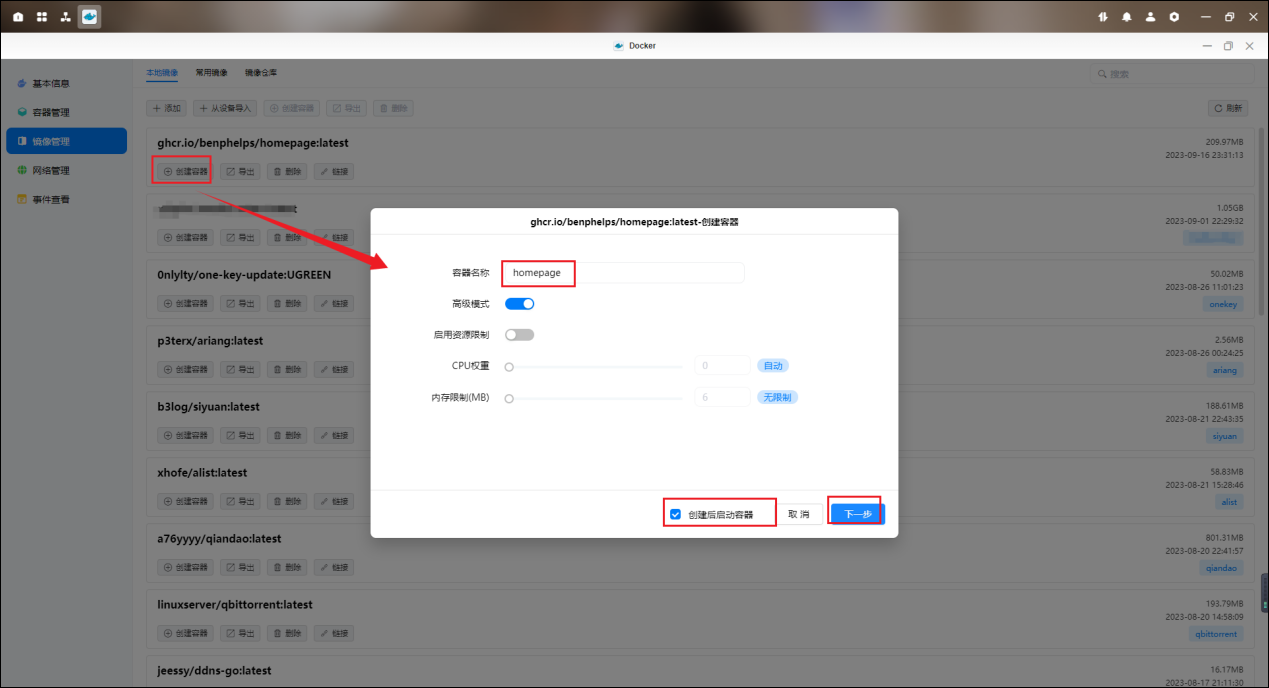 Docker
基本信息
容器管理
镜像管理
网络管理
事件查看
本地镜像 常用镜像 镜像仓库
搜索
添加 从设备导入 创建容器 导出 删除
刷新
ghcr.io/benphelps/homepage:latest
209.97MB
2023-09-16 23:31:13
创建容器 导出 删除 链接
1.05GB
2023-09-01 22:29:32
创建容器 导出 删除 链接
0nlylty/one-key-update:UGREEN
50.02MB
2023-08-26 11:01:23
创建容器 导出 删除 链接
onekey
p3terx/ariang:latest
2.56MB
2023-08-26 00:24:25
创建容器 导出 删除 链接
ariang
b3log/siyuan:latest
188.61MB
2023-08-21 22:43:35
创建容器 导出 删除 链接
siyuan
xhofe/alist:latest
58.83MB
2023-08-21 15:28:46
创建容器 导出 删除 链接
alist
a76yyyy/qiandao:latest
801.31MB
2023-08-20 22:41:57
创建容器 导出 删除 链接
qiandao
linuxserver/qbittorrent:latest
193.79MB
2023-08-20 14:58:09
创建容器 导出 删除 链接
qbittorrent
jeessy/ddns-go:latest
16.17MB
2023-08-17 21:11:30
ghcr.io/benphelps/homepage:latest-创建容器
容器名称 homepage
高级模式
启用资源限制
CPU权重 0 自动
内存限制(MB) 6 无限制
创建后启动容器 取 消 下一步